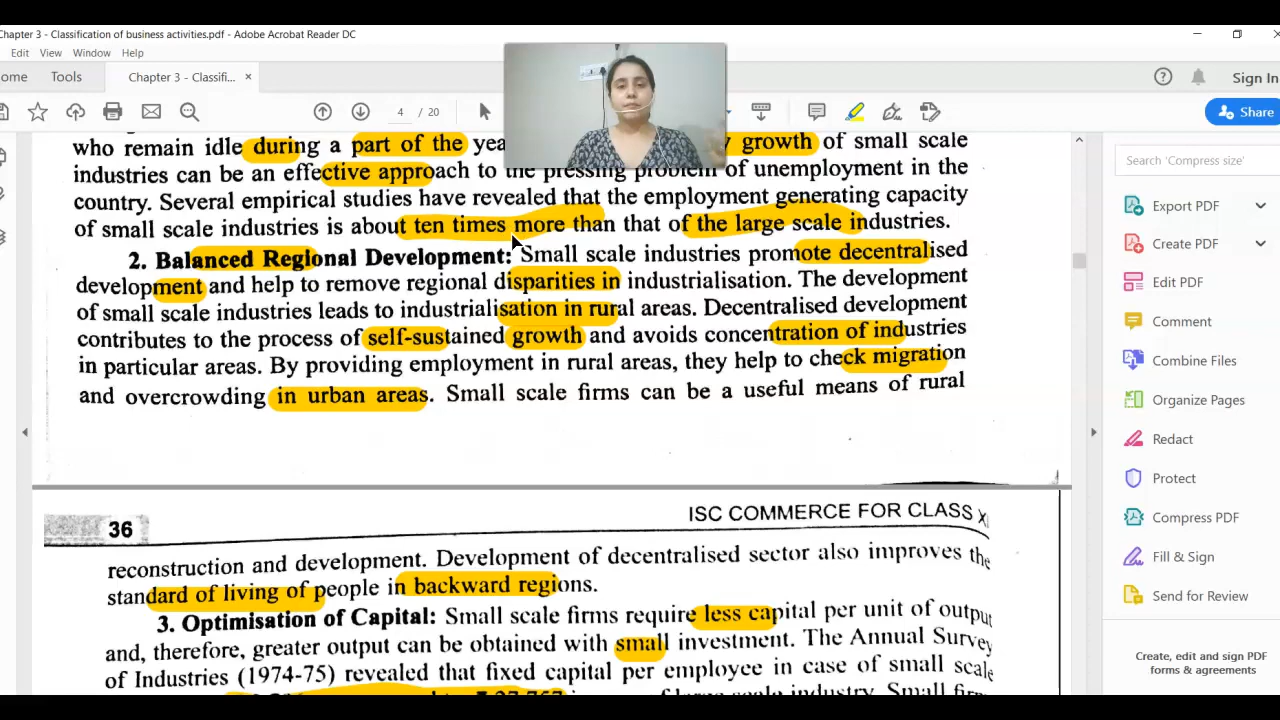 Chapter 3 - Classification of business activities.pdf - Adobe Acrobat Reader DC
Edit View Window Help
ome Tools Chapter 3 - Classifi... × Sign In
4 / 20 Share
who remain idle during a part of the yea growth of small scale
industries can be an effective approach to the pressing problem of unemployment in the
country. Several empirical studies have revealed that the employment generating capacity
of small scale industries is about ten times more than that of the large scale industries.
2. Balanced Regional Development: Small scale industries promote decentralised
development and help to remove regional disparities in industrialisation. The development
of small scale industries leads to industrialisation in rural areas. Decentralised development
contributes to the process of self-sustained growth and avoids concentration of industries
in particular areas. By providing employment in rural areas, they help to check migration
and overcrowding in urban areas. Small scale firms can be a useful means of rural
36 ISC COMMERCE FOR CLASS XI
reconstruction and development. Development of decentralised sector also improves the
standard of living of people in backward regions.
3. Optimisation of Capital: Small scale firms require less capital per unit of output
and, therefore, greater output can be obtained with small investment. The Annual Survey
of Industries (1974-75) revealed that fixed capital per employee in case of small scale
Search 'Compress size'
Export PDF
Create PDF
Edit PDF
Comment
Combine Files
Organize Pages
Redact
Protect
Compress PDF
Fill & Sign
Send for Review
Create, edit and sign PDF
forms & agreements